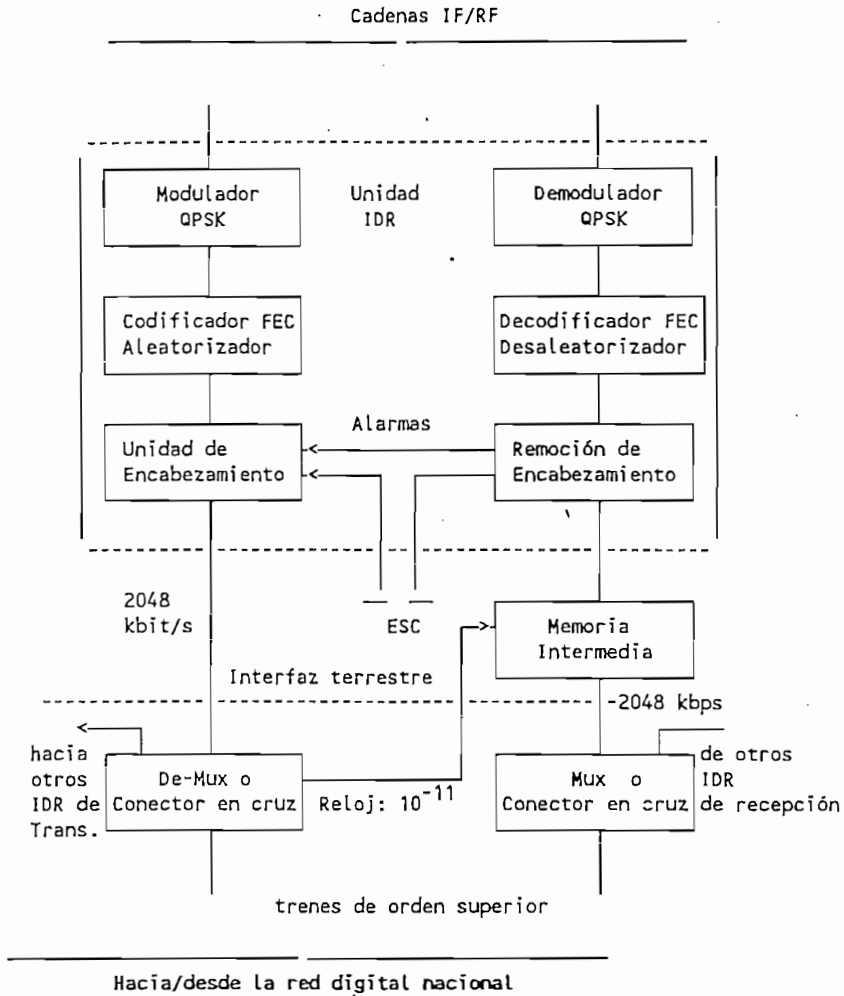 Cadenas IF/RF
Modulador
QPSK
Unidad
IDR
Demodulador
QPSK
Codificador FEC
Aleatorizador
Decodificador FEC
Desaleatorizador
Alarmas
Unidad de
Encabezamiento
Remoción de
Encabezamiento
2048
kbit/s
ESC
Memoria
Intermedia
Interfaz terrestre
-2048 kbps
hacia
otros
IDR de
Trans.
De-Mux o
Conector en cruz
Reloj: 10⁻¹¹
Mux o
Conector en cruz
de otros
IDR
de recepción
trenes de orden superior
Hacia/desde la red digital nacional